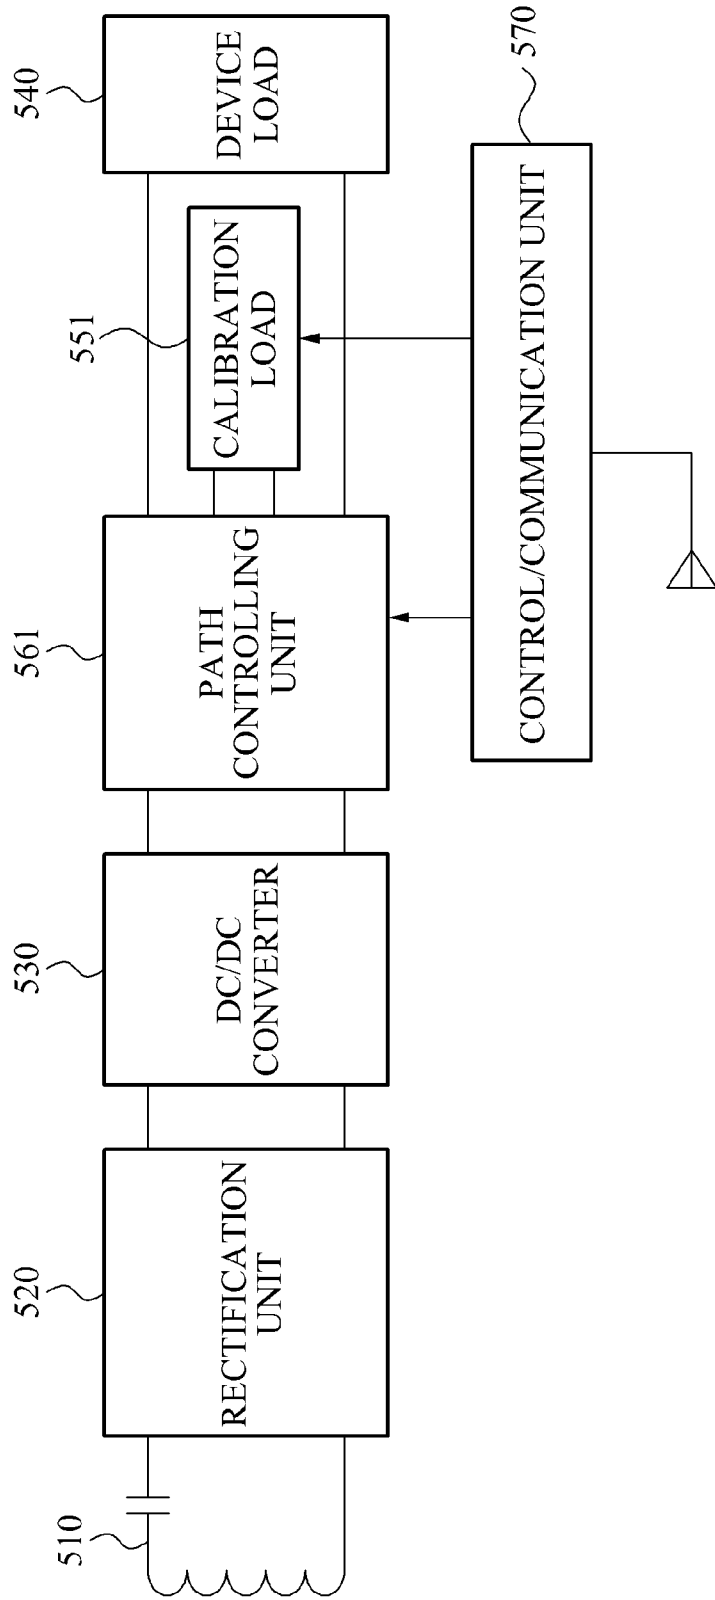 510
520
RECTIFICATION
UNIT
530
DC/DC
CONVERTER
561
PATH
CONTROLLING
UNIT
551
CALIBRATION
LOAD
540
DEVICE
LOAD
CONTROL/COMMUNICATION UNIT
570